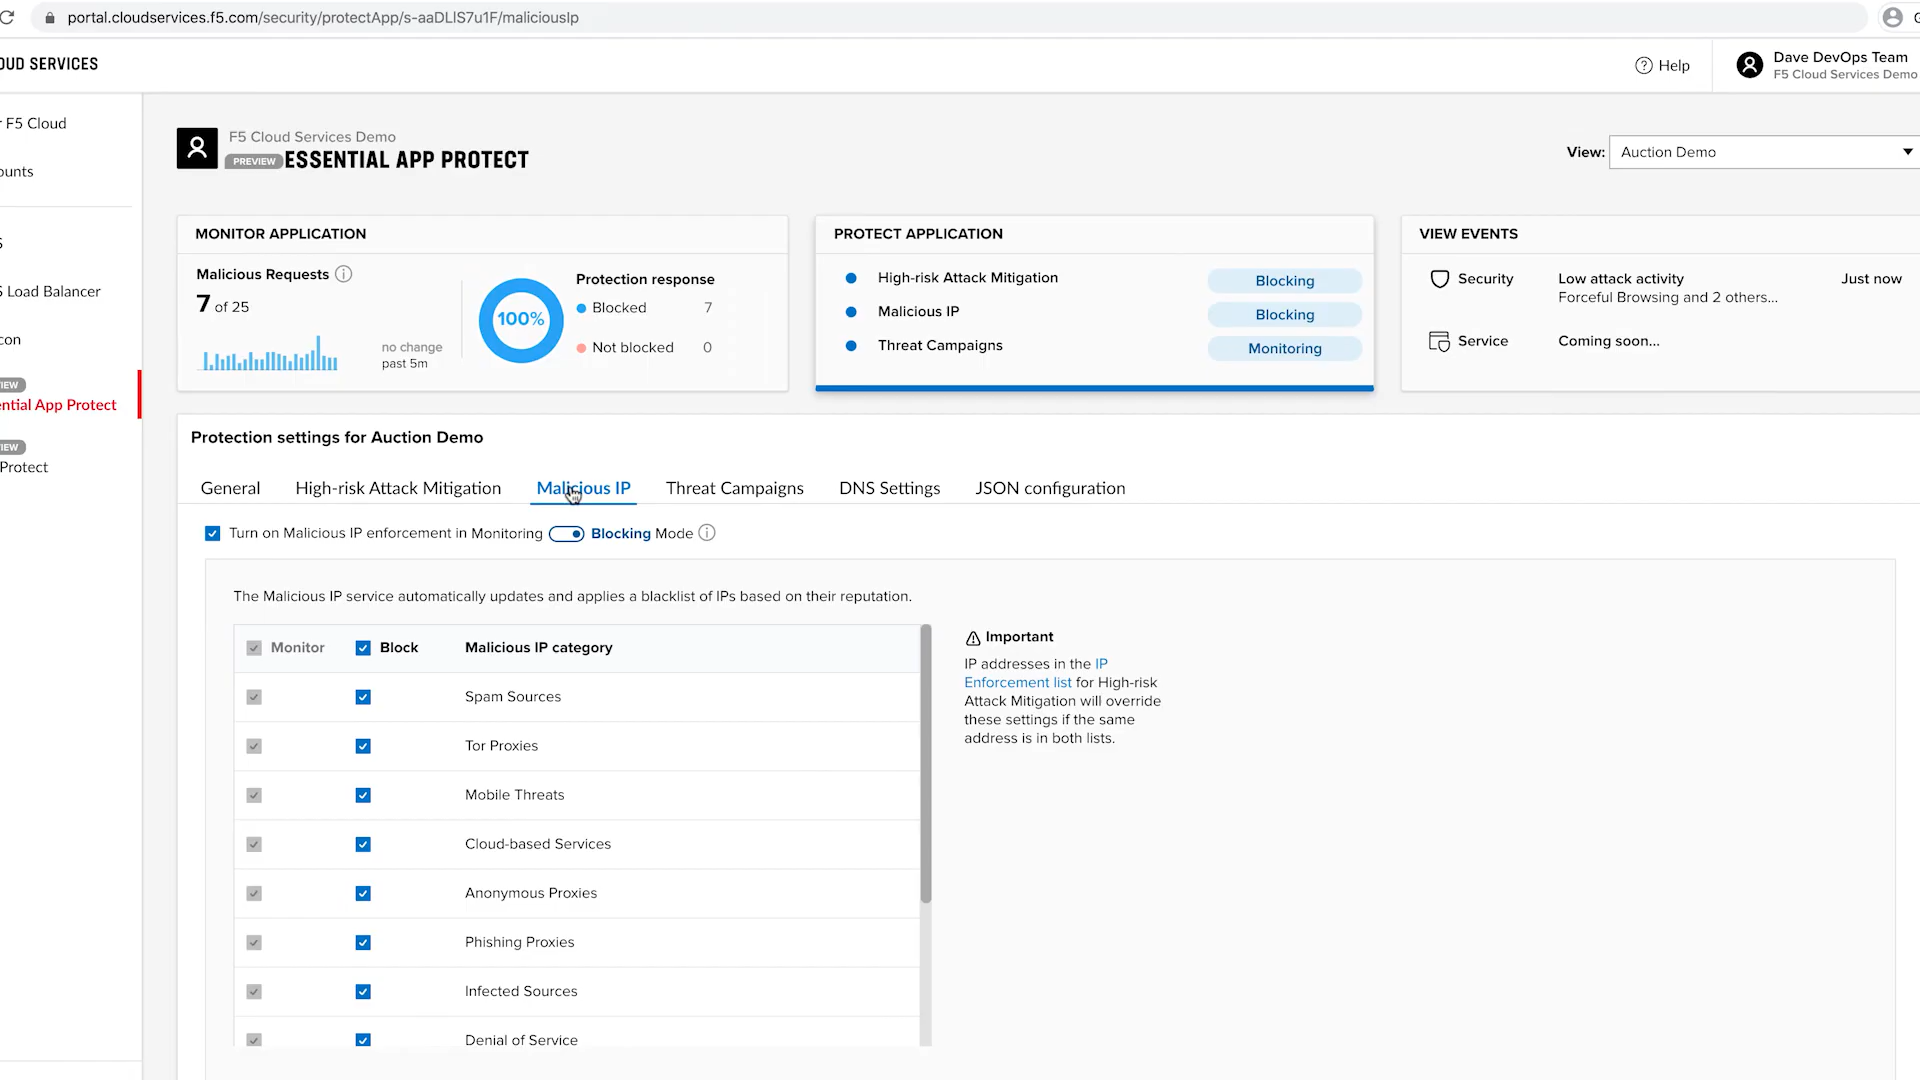 portal.cloudservices.f5.com/security/protectApp/s-aaDLIS7u1F/maliciousIp
OUD SERVICES
Help
Dave DevOps Team
F5 Cloud Services Demo
F5 Cloud
ounts
S
S Load Balancer
con
IEW
ential App Protect
IEW
Protect
F5 Cloud Services Demo
PREVIEW ESSENTIAL APP PROTECT
View: Auction Demo
MONITOR APPLICATION
Malicious Requests
7 of 25
no change
past 5m
100%
Protection response
Blocked 7
Not blocked 0
PROTECT APPLICATION
High-risk Attack Mitigation Blocking
Malicious IP Blocking
Threat Campaigns Monitoring
VIEW EVENTS
Security Low attack activity Just now
Forceful Browsing and 2 others...
Service Coming soon...
Protection settings for Auction Demo
General High-risk Attack Mitigation Malicious IP Threat Campaigns DNS Settings JSON configuration
Turn on Malicious IP enforcement in Monitoring Blocking Mode
The Malicious IP service automatically updates and applies a blacklist of IPs based on their reputation.
Monitor Block Malicious IP category
Spam Sources
Tor Proxies
Mobile Threats
Cloud-based Services
Anonymous Proxies
Phishing Proxies
Infected Sources
Denial of Service
Important
IP addresses in the IP
Enforcement list for High-risk
Attack Mitigation will override
these settings if the same
address is in both lists.